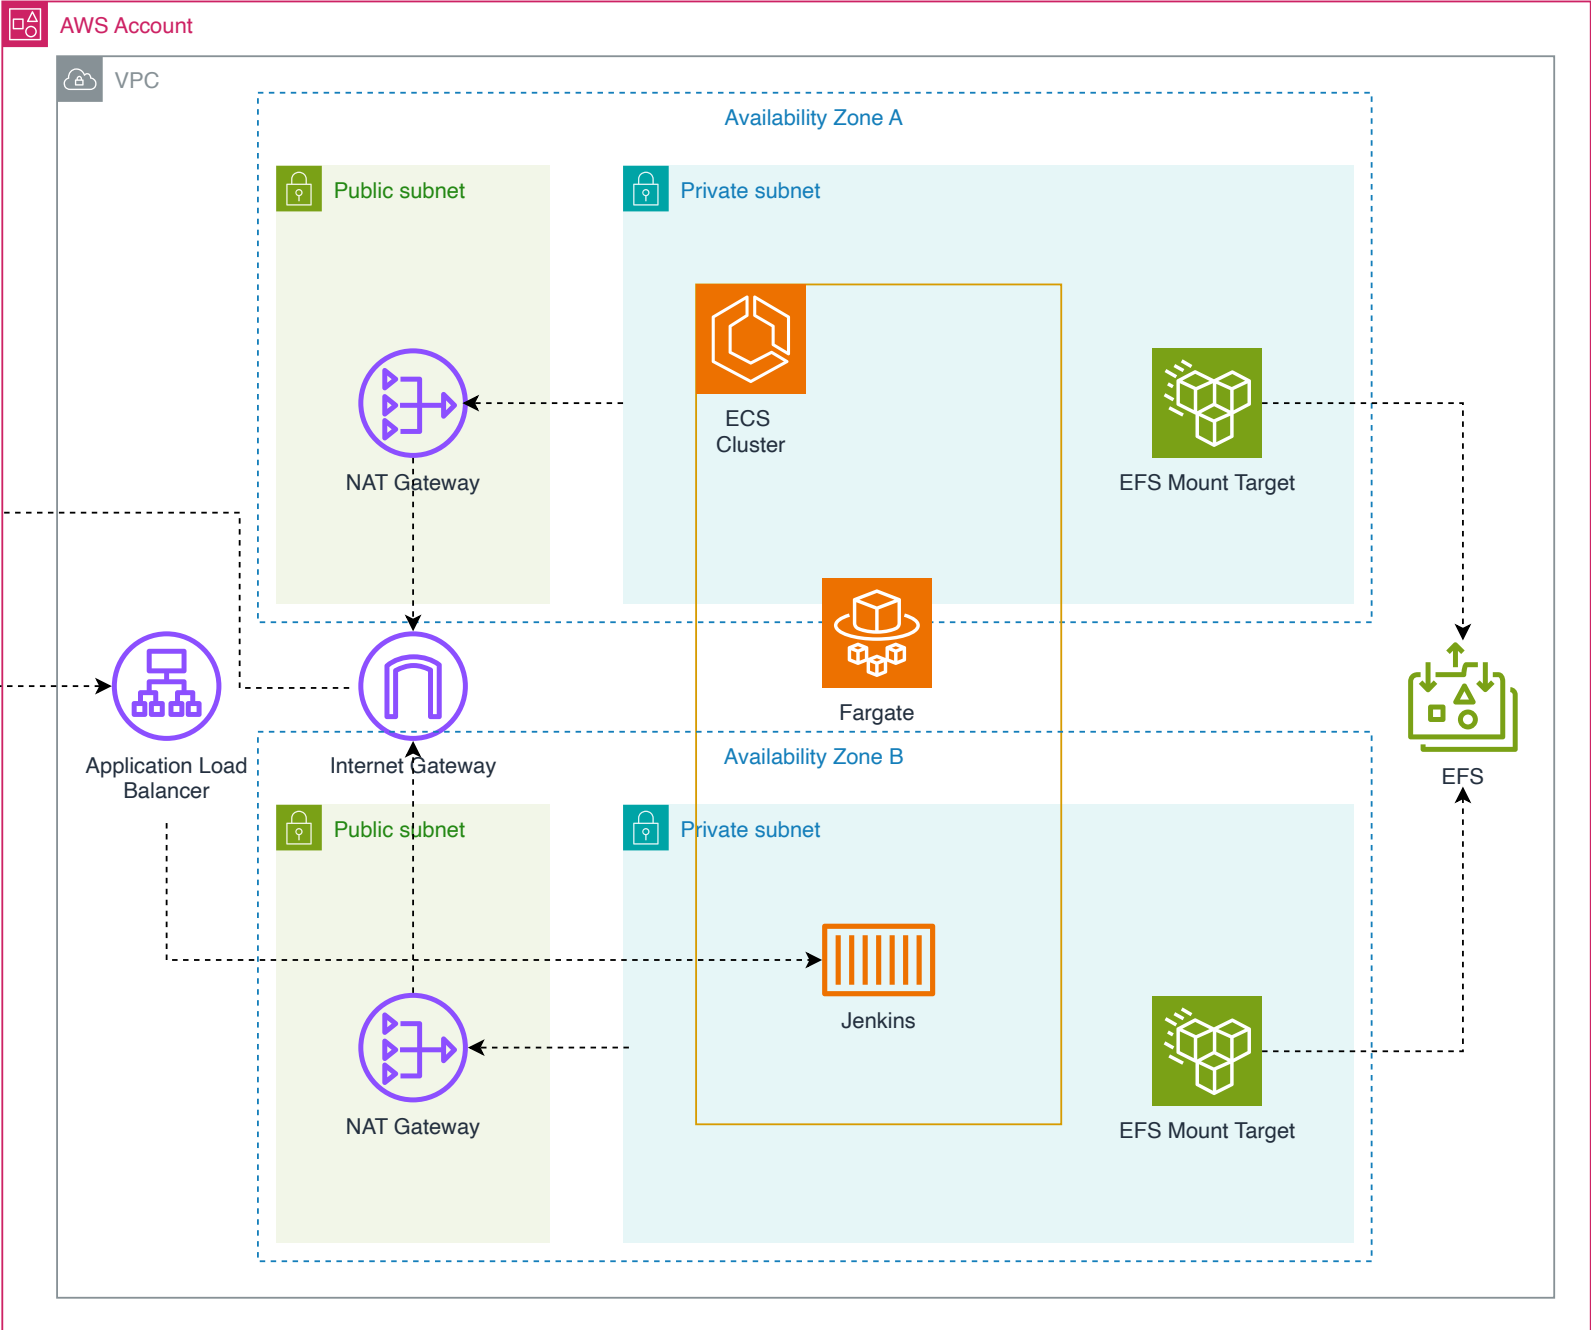 AWS Account
VPC
Availability Zone A
Public subnet
Private subnet
ECS
Cluster
NAT Gateway
EFS Mount Target
Fargate
Application Load
Balancer
Internet Gateway
Availability Zone B
EFS
Public subnet
Private subnet
Jenkins
NAT Gateway
EFS Mount Target